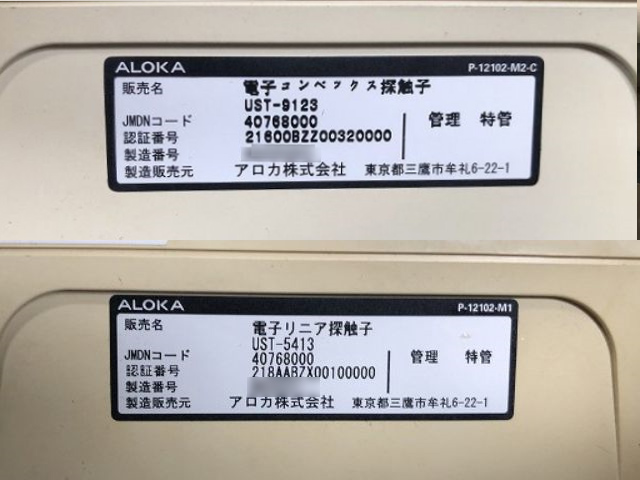 ALOKA P-12102-M2-C
販売名 電子コンベックス探触子
UST-9123
JMDNコード 40768000 管理 特管
認証番号 21600BZZ00320000
製造番号
製造販売元 アロカ株式会社 東京都三鷹市牟礼6-22-1
ALOKA P-12102-M1
販売名 電子リニア探触子
UST-5413
JMDNコード 40768000 管理 特管
認証番号 218AABZX00100000
製造番号
製造販売元 アロカ株式会社 東京都三鷹市牟礼6-22-1